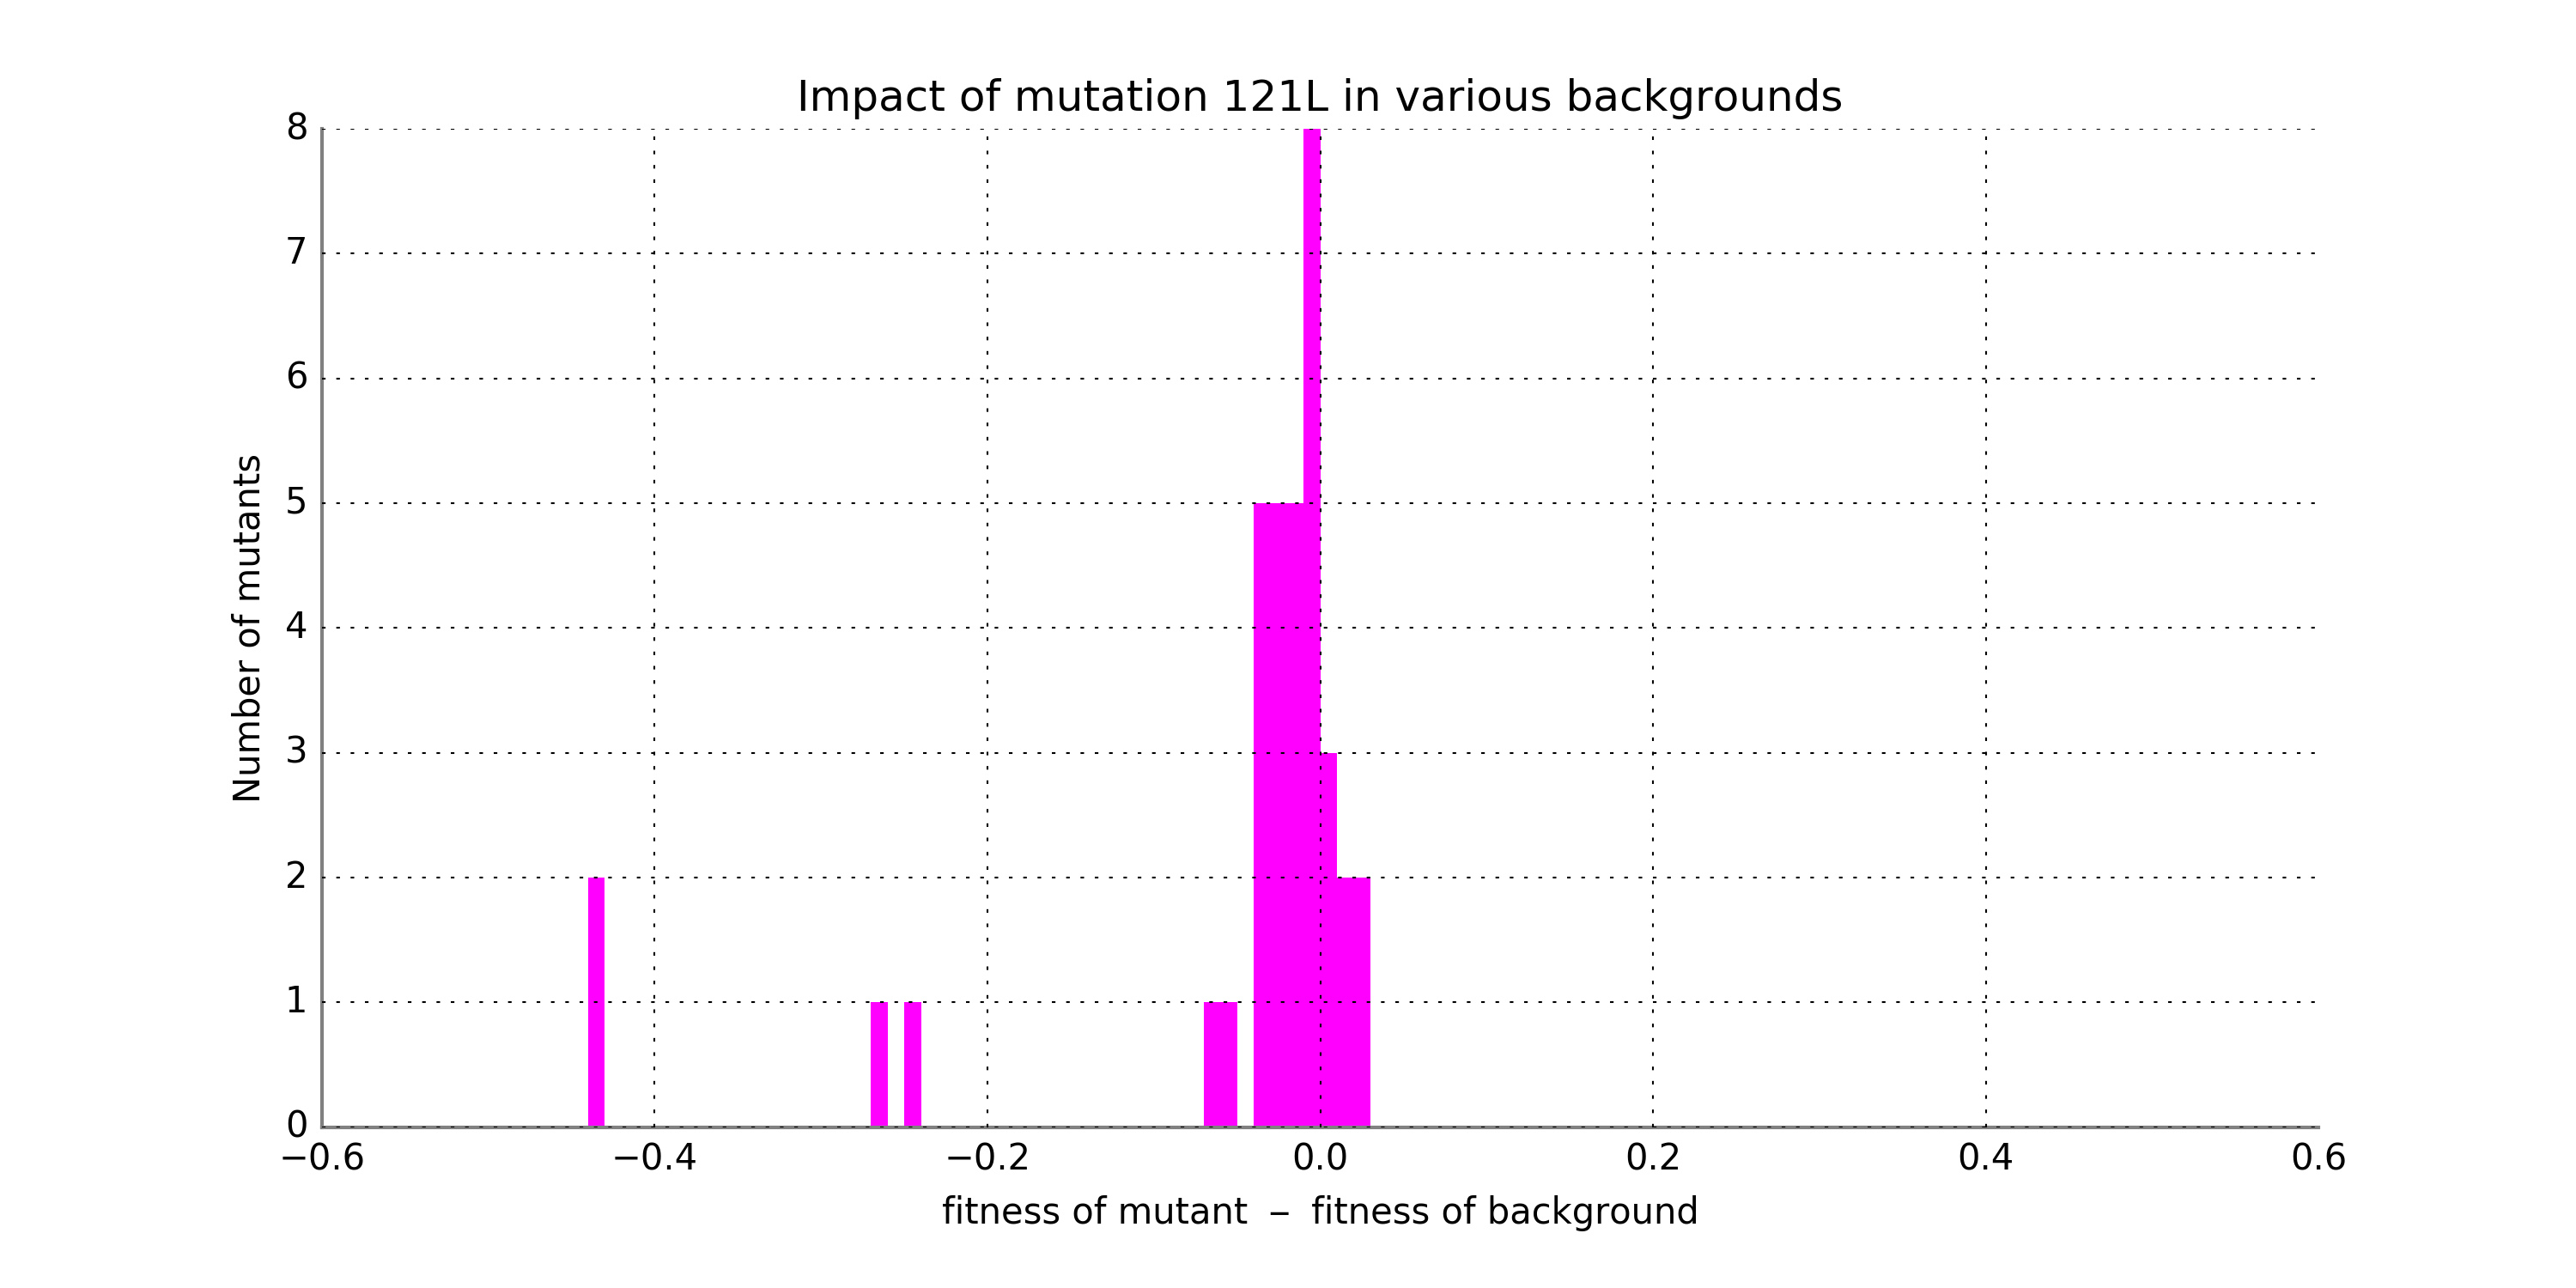 Impact of mutation 121L in various backgrounds
8
7
6
5
4
3
2
1
0
Number of mutants
−0.6 −0.4 −0.2 0.0 0.2 0.4 0.6
fitness of mutant − fitness of background